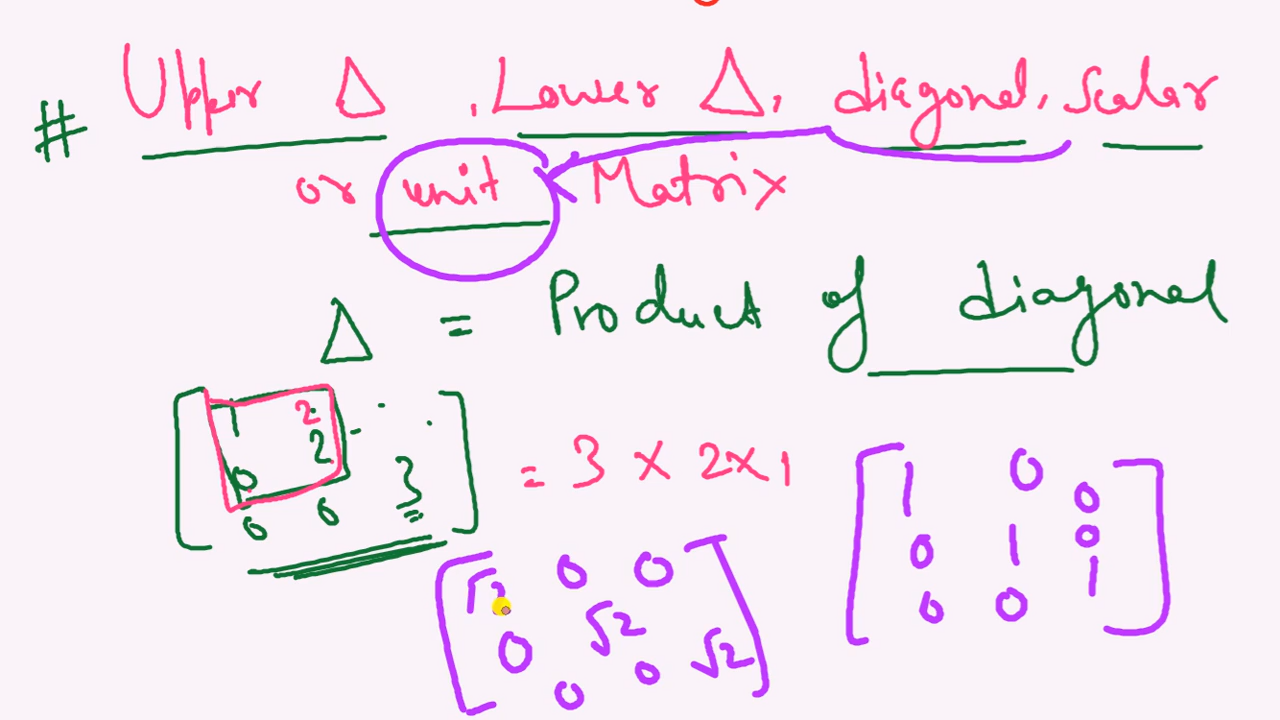 # Upper Δ , Lower Δ, diagonal, Scalar
or unit Matrix
Δ = Product of diagonal
1 2 .
0 2 - .
0 0 3
= 3 × 2 × 1
√2 0 0
0 √2
0 0 √2
1 0 0
0 1 0
0 0 1